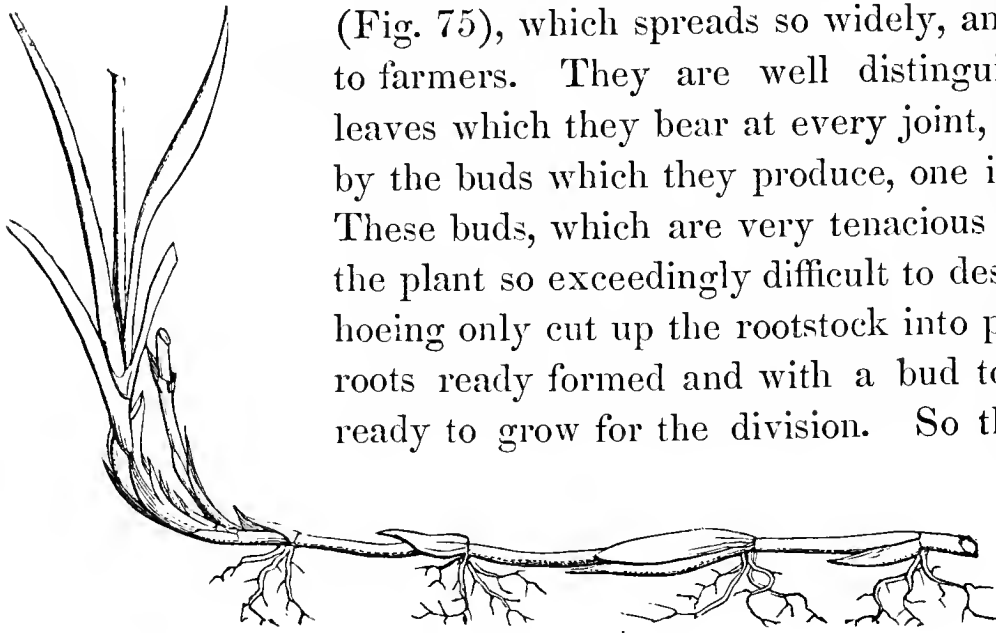 (Fig. 75), which spreads so widely, an
to farmers. They are well distingui
leaves which they bear at every joint,
by the buds which they produce, one i
These buds, which are very tenacious
the plant so exceedingly difficult to des
hoeing only cut up the rootstock into p
roots ready formed and with a bud to
ready to grow for the division. So th